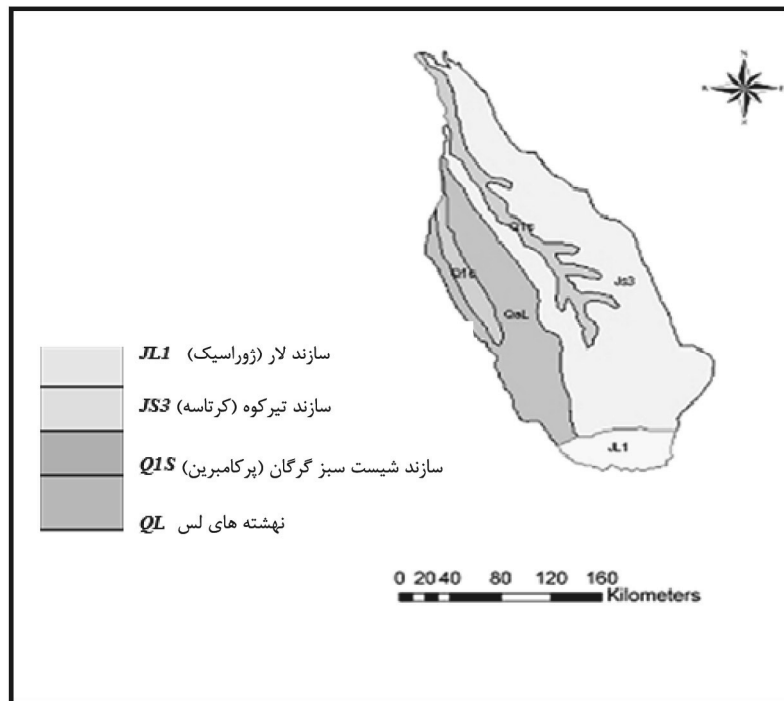 N
Q1s
Js3
Q1s
QaL
JL1
JL1 سازند لار (ژوراسیک)
JS3 سازند تیرکوه (کرتاسه)
Q1S سازند شیست سبز گرگان (پرکامبرین)
QL نهشته های لس
0 20 40 80 120 160
Kilometers